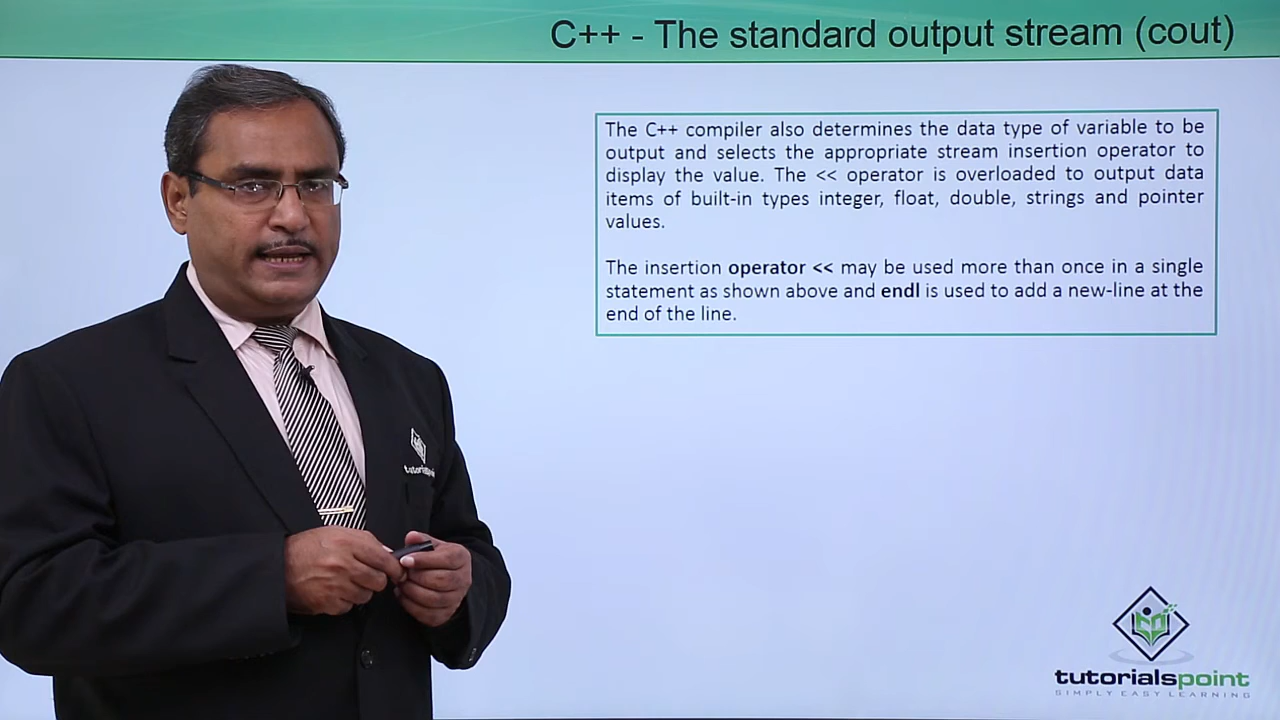 C++ - The standard output stream (cout)
The C++ compiler also determines the data type of variable to be
output and selects the appropriate stream insertion operator to
display the value. The << operator is overloaded to output data
items of built-in types integer, float, double, strings and pointer
values.
The insertion operator << may be used more than once in a single
statement as shown above and endl is used to add a new-line at the
end of the line.
tutorialspoint
SIMPLY EASY LEARNING